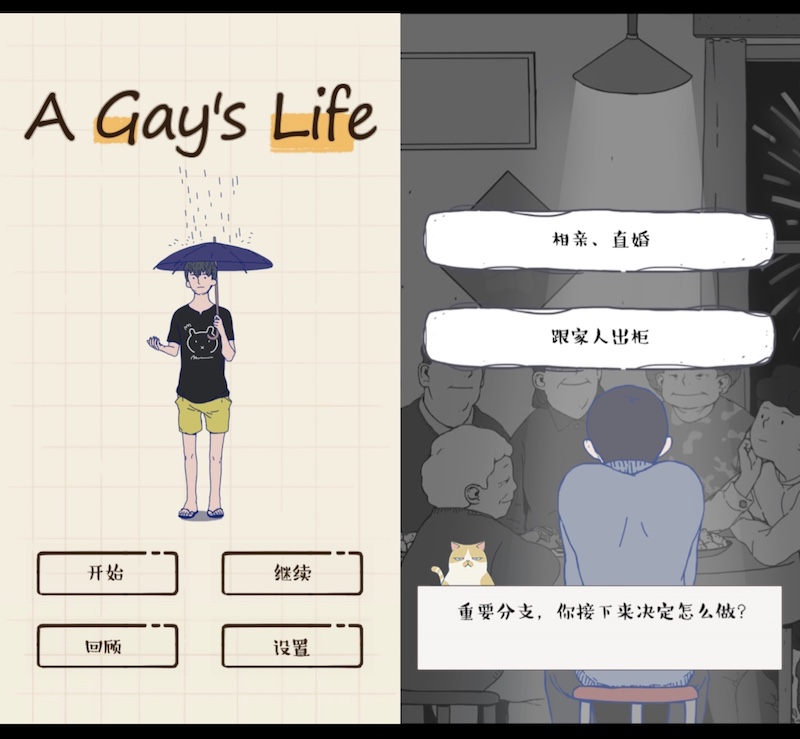 A Gay's Life
开始
继续
回顾
设置
相亲、直婚
跟家人出柜
重要分支，你接下来决定怎么做？